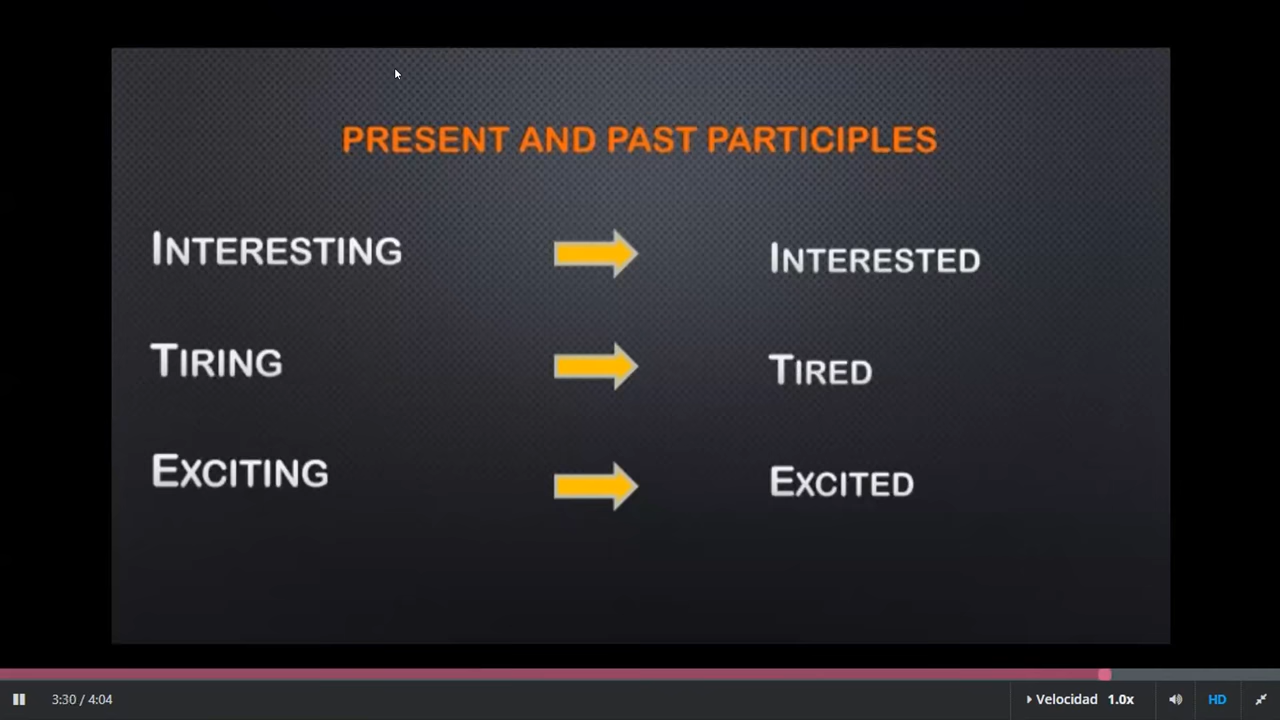 PRESENT AND PAST PARTICIPLES
INTERESTING INTERESTED
TIRING TIRED
EXCITING EXCITED
3:30 / 4:04 Velocidad 1.0x HD